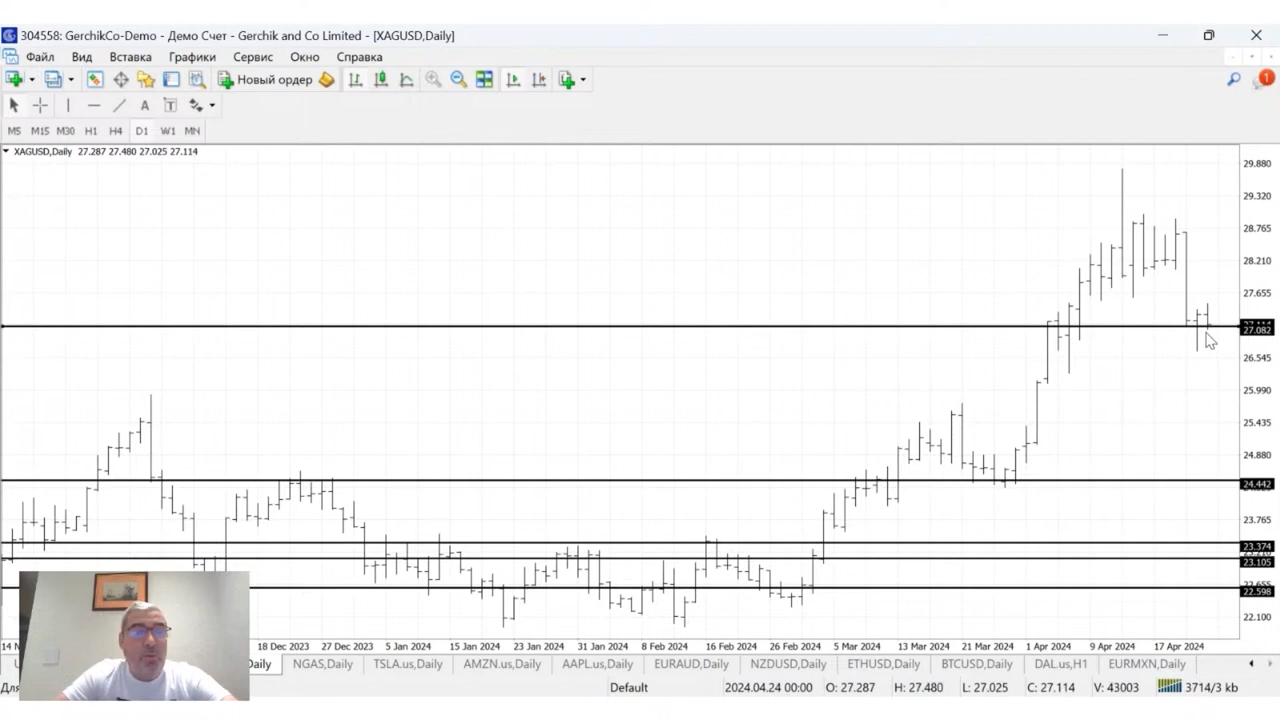 304558: GerchikCo-Demo - Демо Счет - Gerchik and Co Limited - [XAGUSD,Daily]
Файл Вид Вставка Графики Сервис Окно Справка
Новый ордер
1
A T
M5 M15 M30 H1 H4 D1 W1 MN
XAGUSD,Daily 27.287 27.480 27.025 27.114
29.880
29.320
28.765
28.210
27.655
27.082
26.545
25.990
25.435
24.880
24.442
23.765
23.374
23.105
22.598
22.100
18 Dec 2023 27 Dec 2023 5 Jan 2024 15 Jan 2024 23 Jan 2024 31 Jan 2024 8 Feb 2024 16 Feb 2024 26 Feb 2024 5 Mar 2024 13 Mar 2024 21 Mar 2024 1 Apr 2024 9 Apr 2024 17 Apr 2024
Daily NGAS,Daily TSLA.us,Daily AMZN.us,Daily AAPL.us,Daily EURAUD,Daily NZDUSD,Daily ETHUSD,Daily BTCUSD,Daily DAL.us,H1 EURMXN,Daily
Default 2024.04.24 00:00 O: 27.287 H: 27.480 L: 27.025 C: 27.114 V: 43003 3714/3 kb